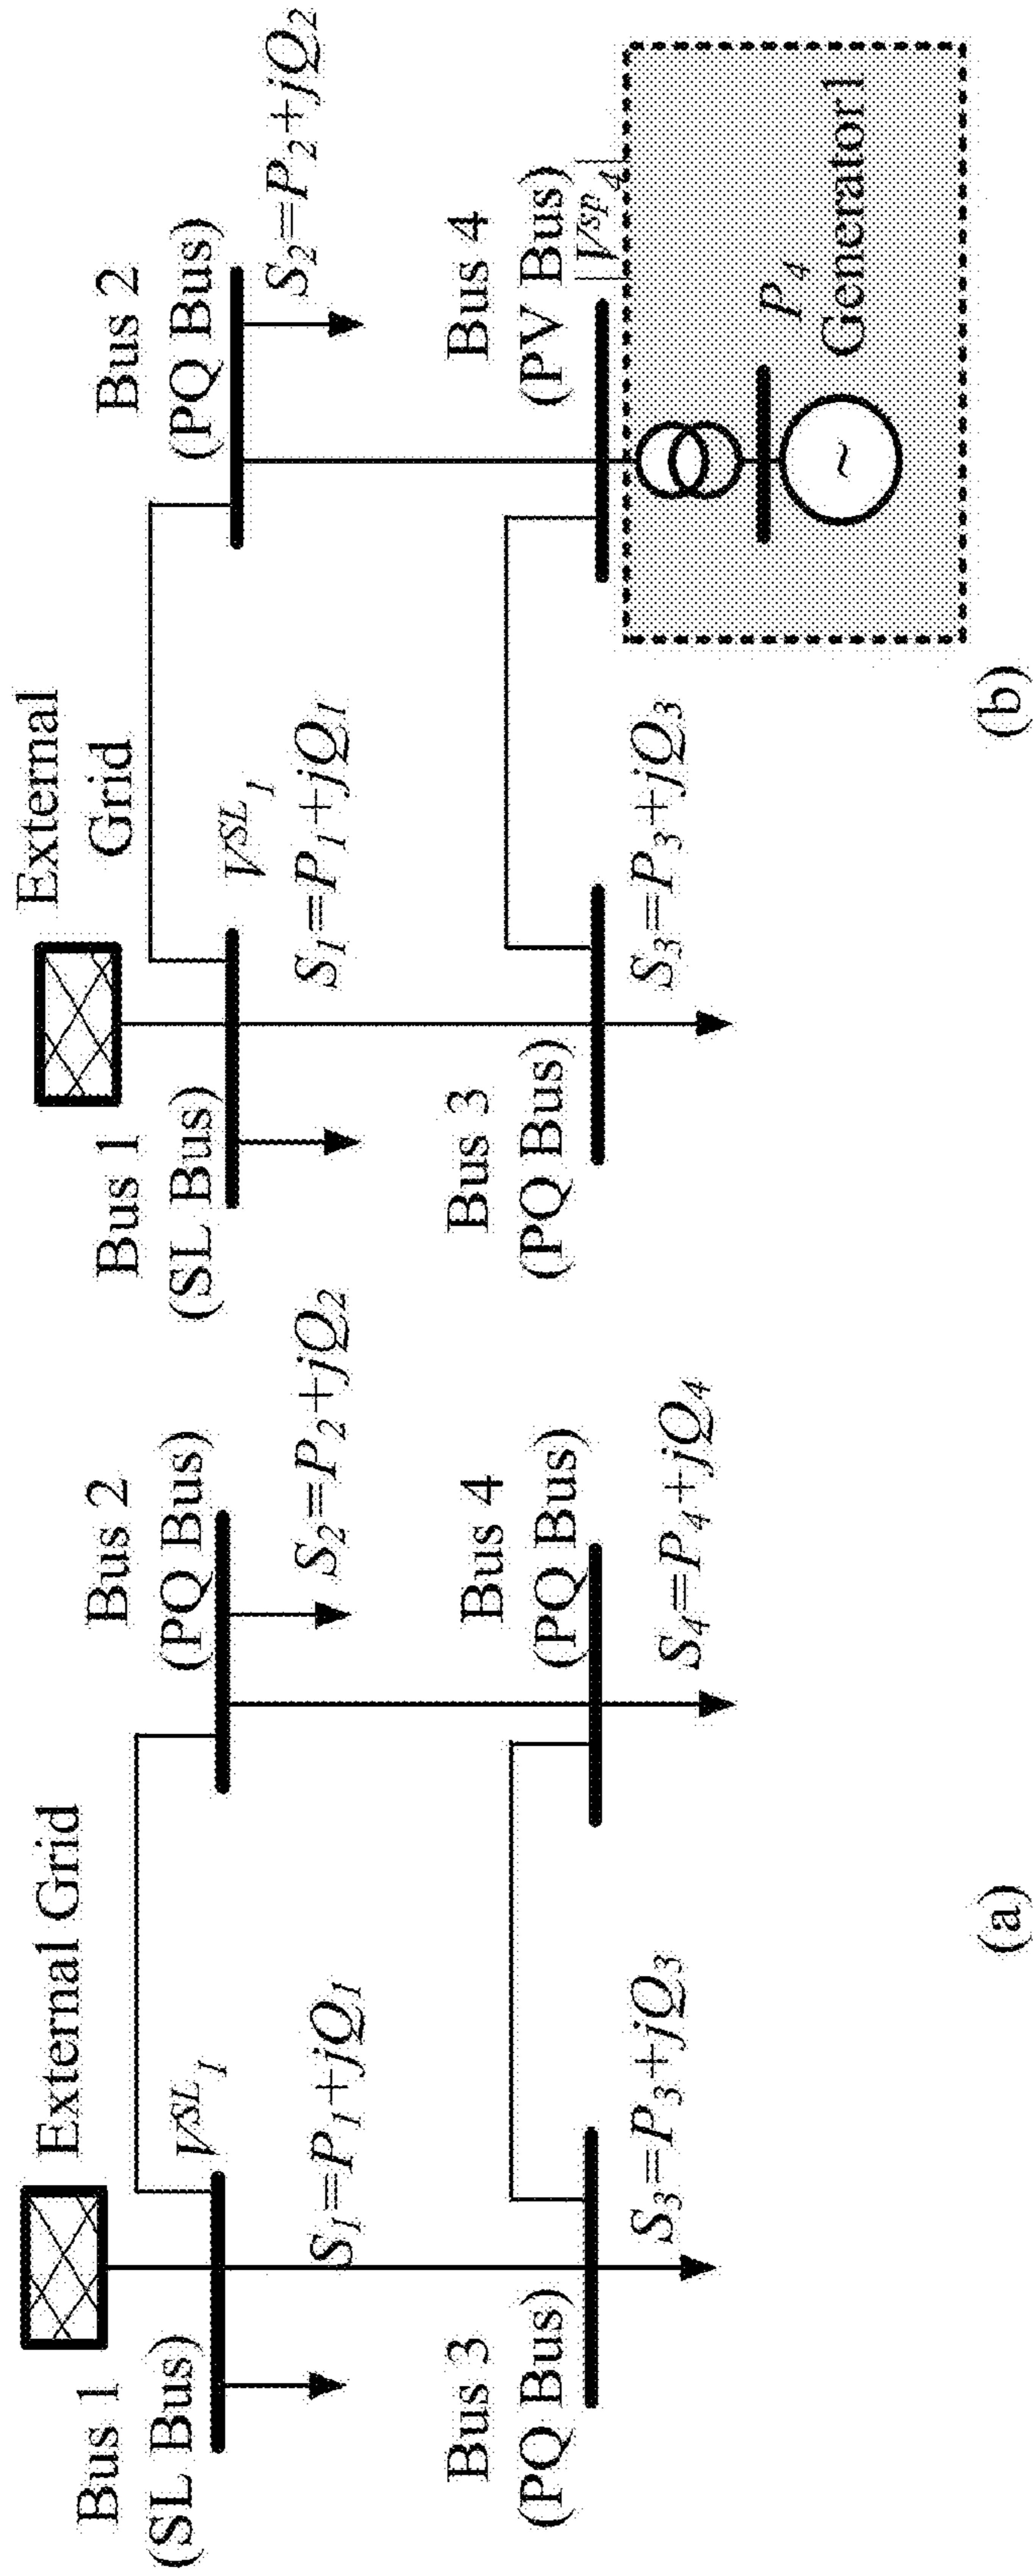 External Grid
Bus 1
(SL Bus)
V^SL_1
S_1=P_1+jQ_1
Bus 2
(PQ Bus)
S_2=P_2+jQ_2
Bus 3
(PQ Bus)
S_3=P_3+jQ_3
Bus 4
(PQ Bus)
S_4=P_4+jQ_4
(a)
External
Grid
Bus 1
(SL Bus)
V^SL_1
S_1=P_1+jQ_1
Bus 2
(PQ Bus)
S_2=P_2+jQ_2
Bus 3
(PQ Bus)
S_3=P_3+jQ_3
Bus 4
(PV Bus)
V^sp_4
P_4
Generator1
~
(b)